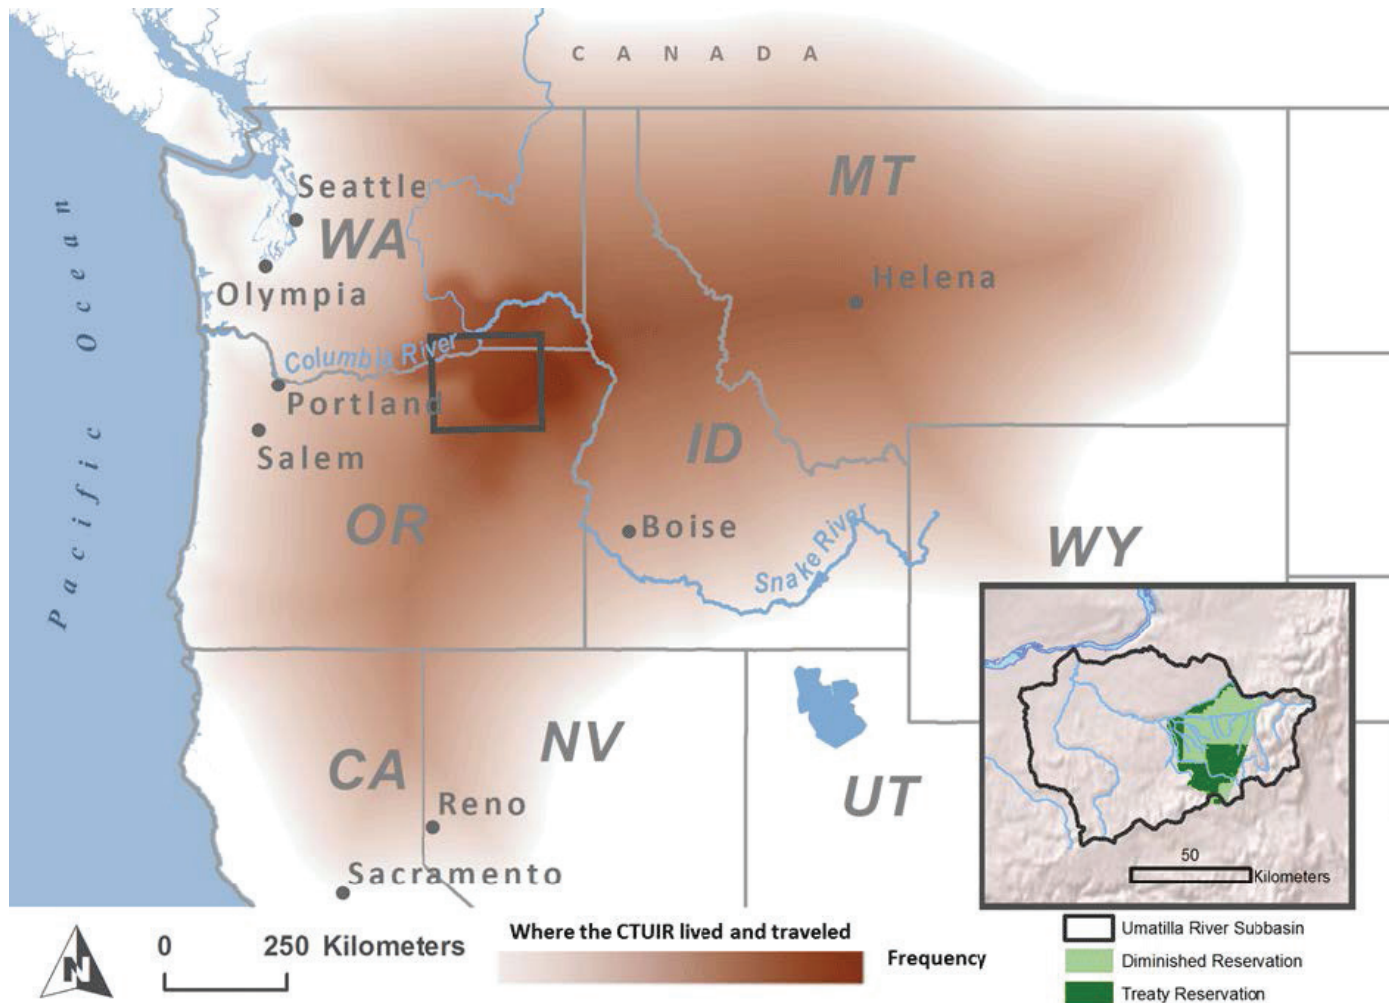 C A N A D A
MT
Seattle
WA
Helena
Olympia
Pacific Ocean
Columbia River
Portland
Salem
ID
OR
Boise
Snake River
WY
NV
CA
UT
Reno
Sacramento
50
Kilometers
N
0 250 Kilometers
Where the CTUIR lived and traveled
Frequency
Umatilla River Subbasin
Diminished Reservation
Treaty Reservation